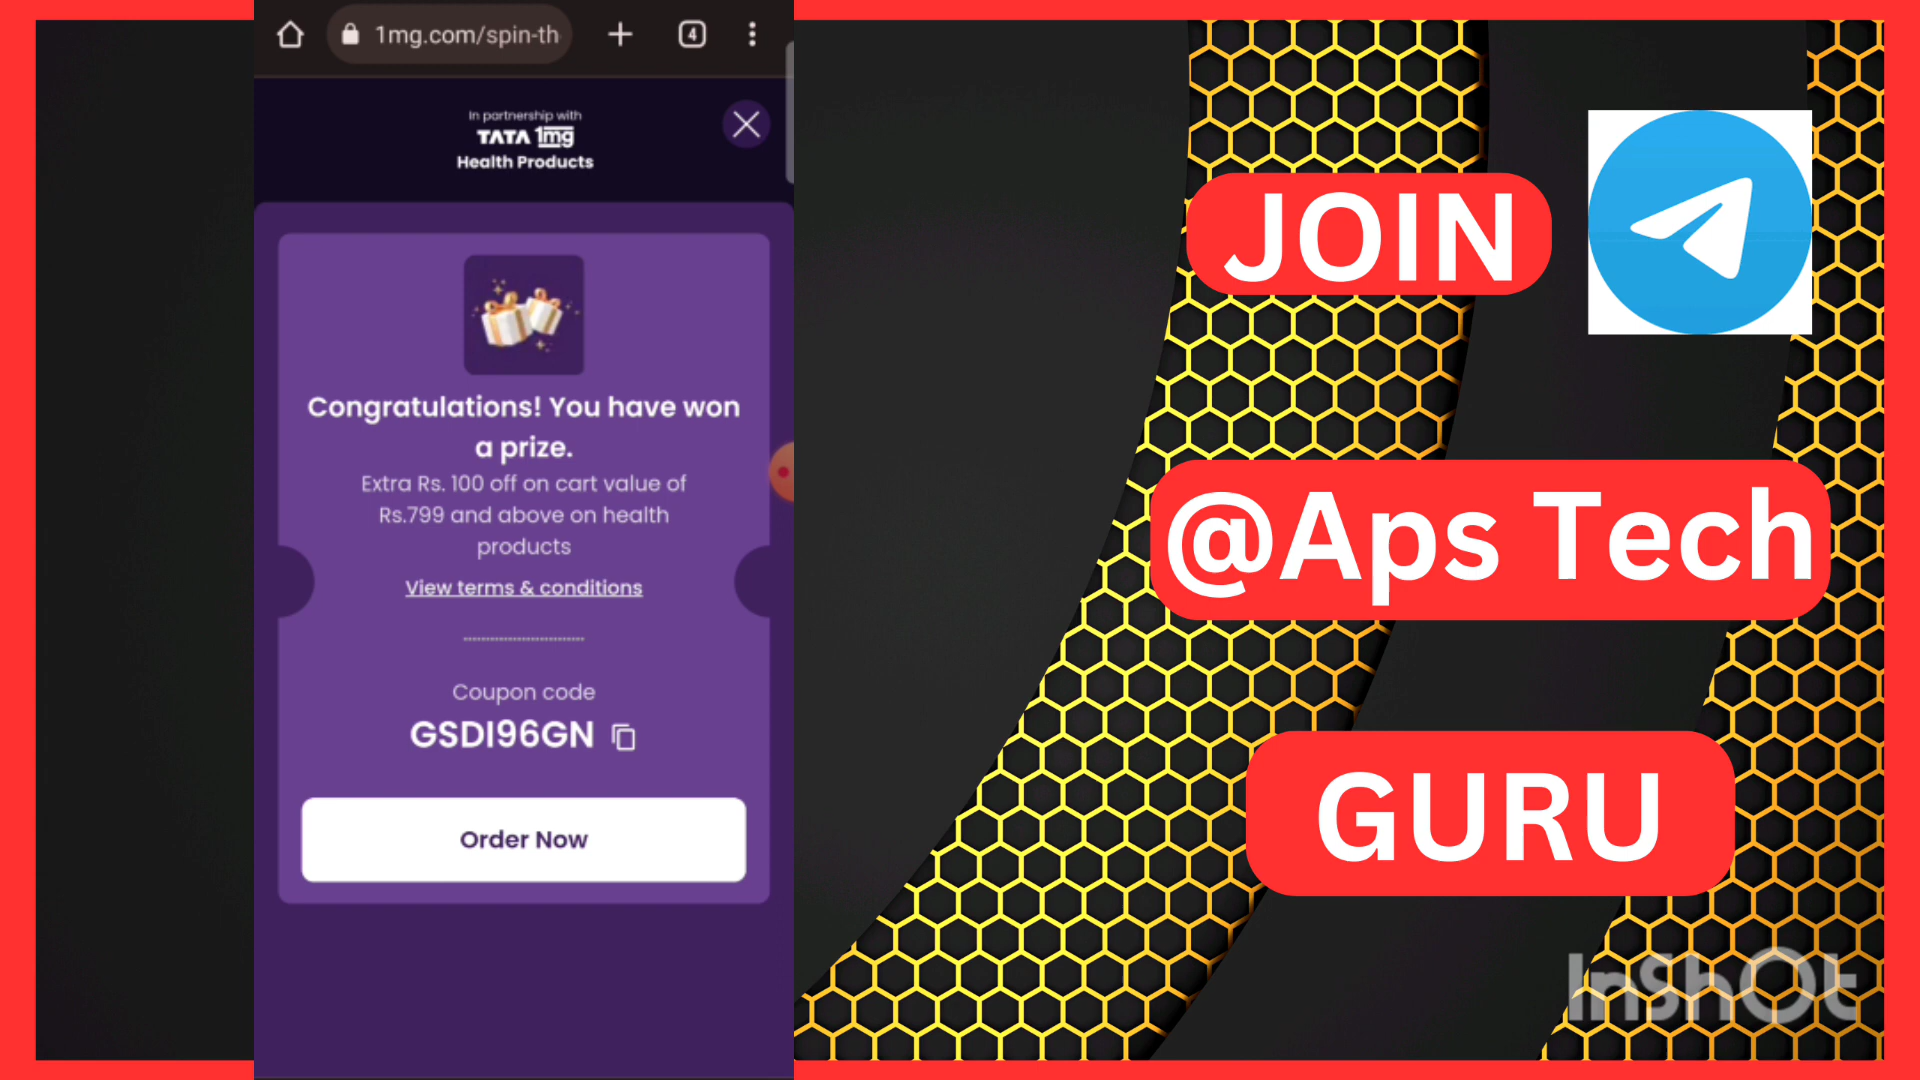 4
1mg.com/spin-th
In partnership with
TATA 1mg
Health Products
Congratulations! You have won
a prize.
Extra Rs. 100 off on cart value of
Rs.799 and above on health
products
View terms & conditions
Coupon code
GSDI96GN
Order Now
JOIN
@Aps Tech
GURU
InShOt